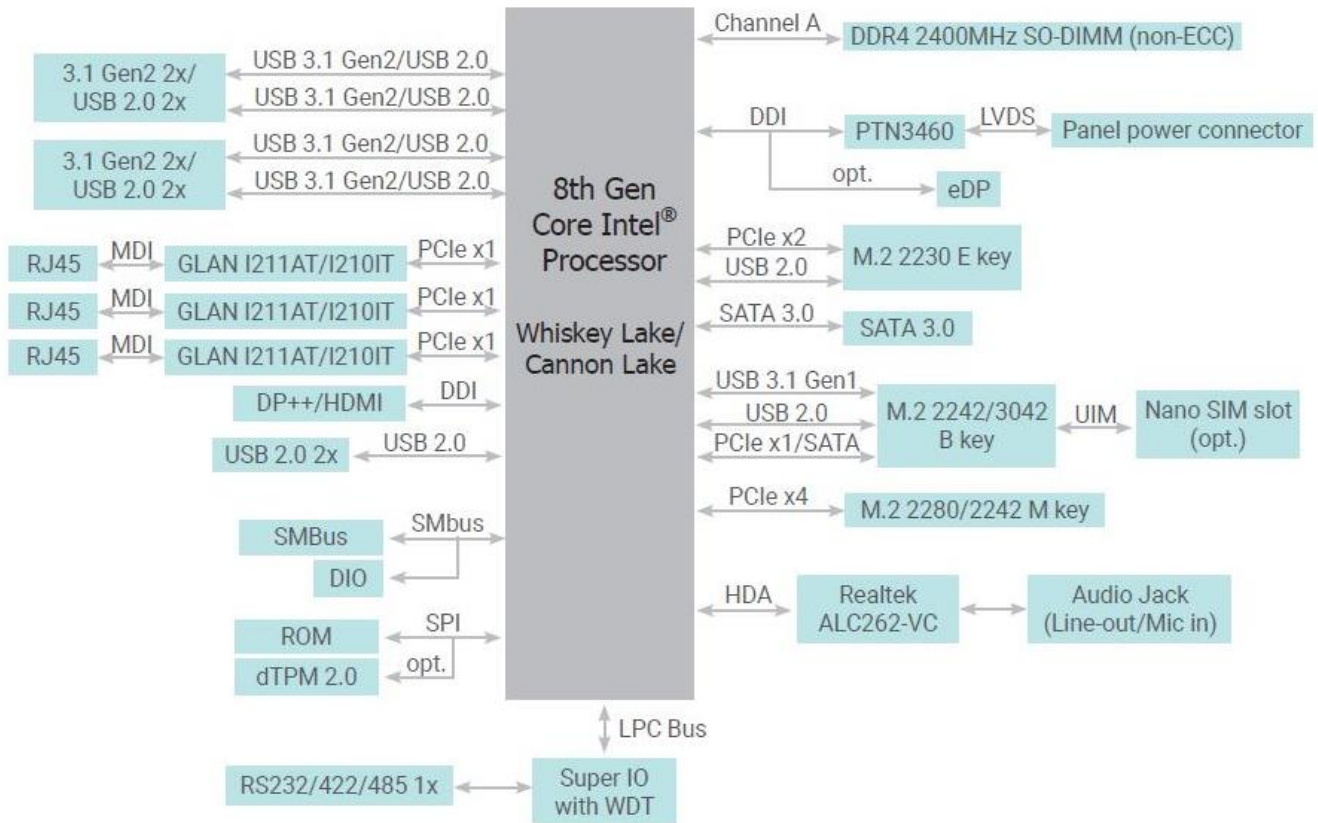 Channel A
DDR4 2400MHz SO-DIMM (non-ECC)
3.1 Gen2 2x/
USB 2.0 2x
USB 3.1 Gen2/USB 2.0
USB 3.1 Gen2/USB 2.0
3.1 Gen2 2x/
USB 2.0 2x
USB 3.1 Gen2/USB 2.0
USB 3.1 Gen2/USB 2.0
8th Gen
Core Intel®
Processor
Whiskey Lake/
Cannon Lake
DDI
PTN3460
LVDS
Panel power connector
opt.
eDP
RJ45
MDI
GLAN I211AT/I210IT
PCIe x1
RJ45
MDI
GLAN I211AT/I210IT
PCIe x1
RJ45
MDI
GLAN I211AT/I210IT
PCIe x1
PCIe x2
USB 2.0
M.2 2230 E key
SATA 3.0
SATA 3.0
DP++/HDMI
DDI
USB 2.0 2x
USB 2.0
USB 3.1 Gen1
USB 2.0
PCIe x1/SATA
M.2 2242/3042
B key
UIM
Nano SIM slot
(opt.)
PCIe x4
M.2 2280/2242 M key
SMBus
SMbus
DIO
HDA
Realtek
ALC262-VC
Audio Jack
(Line-out/Mic in)
ROM
SPI
opt.
dTPM 2.0
LPC Bus
RS232/422/485 1x
Super IO
with WDT